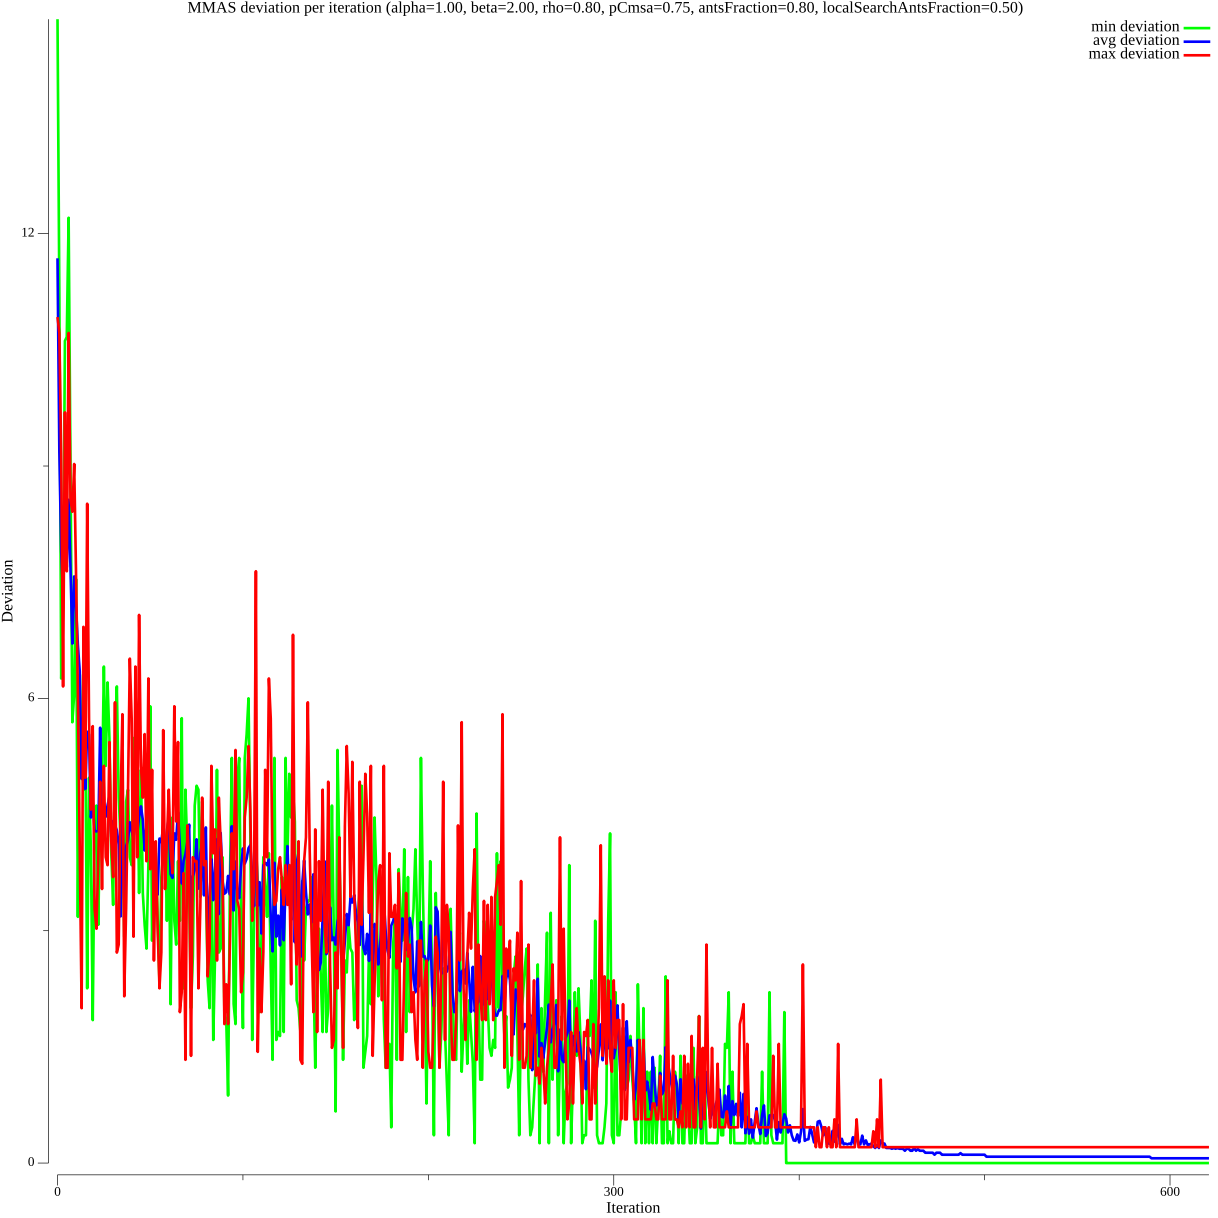 MMAS deviation per iteration (alpha=1.00, beta=2.00, rho=0.80, pCmsa=0.75, antsFraction=0.80, localSearchAntsFraction=0.50)
min deviation
avg deviation
max deviation
12
6
0
Deviation
0
300
600
Iteration